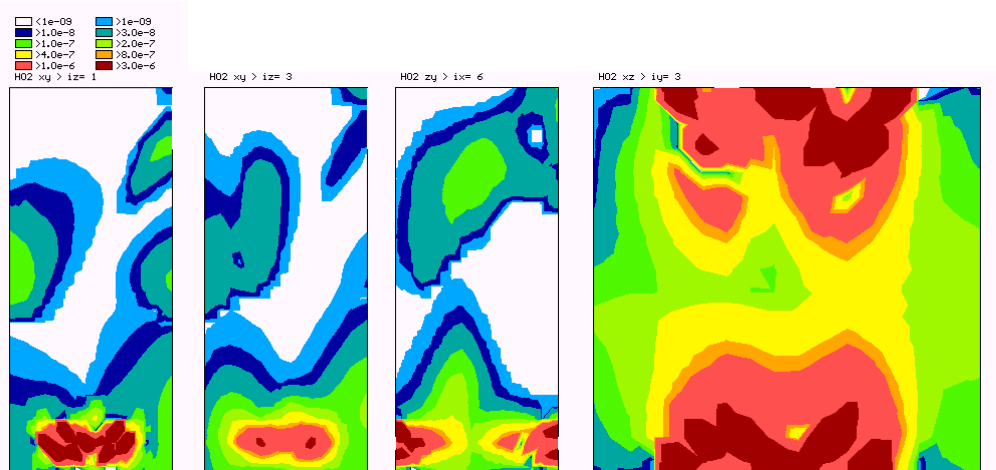 <1e-09 >1e-09
>1.0e-8 >3.0e-8
>1.0e-7 >2.0e-7
>4.0e-7 >8.0e-7
>1.0e-6 >3.0e-6
HO2 xy > iz= 1 HO2 xy > iz= 3 HO2 zy > ix= 6 HO2 xz > iy= 3